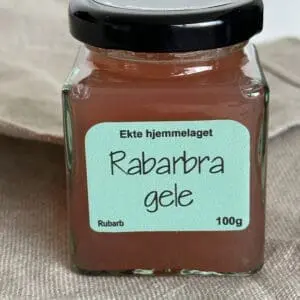 Ekte hjemmelaget
Rabarbra
gele
Rubarb 100g